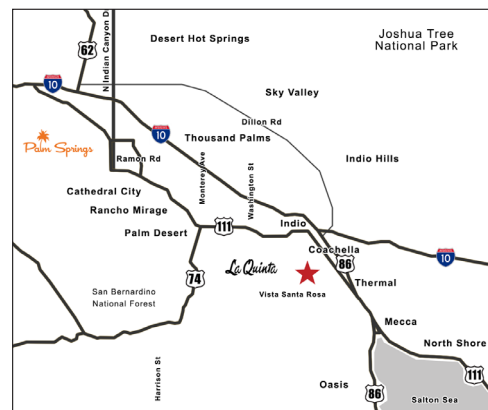 Desert Hot Springs
Joshua Tree
National Park
62
N Indian Canyon Dr
10
Sky Valley
Dillon Rd
10
Thousand Palms
Palm Springs
Ramon Rd
Indio Hills
Monterey Ave
Washington St
Cathedral City
Rancho Mirage
111
Indio
Palm Desert
Coachella
10
La Quinta
86
74
Thermal
San Bernardino
National Forest
Vista Santa Rosa
Mecca
North Shore
Harrison St
111
Oasis
86
Salton Sea